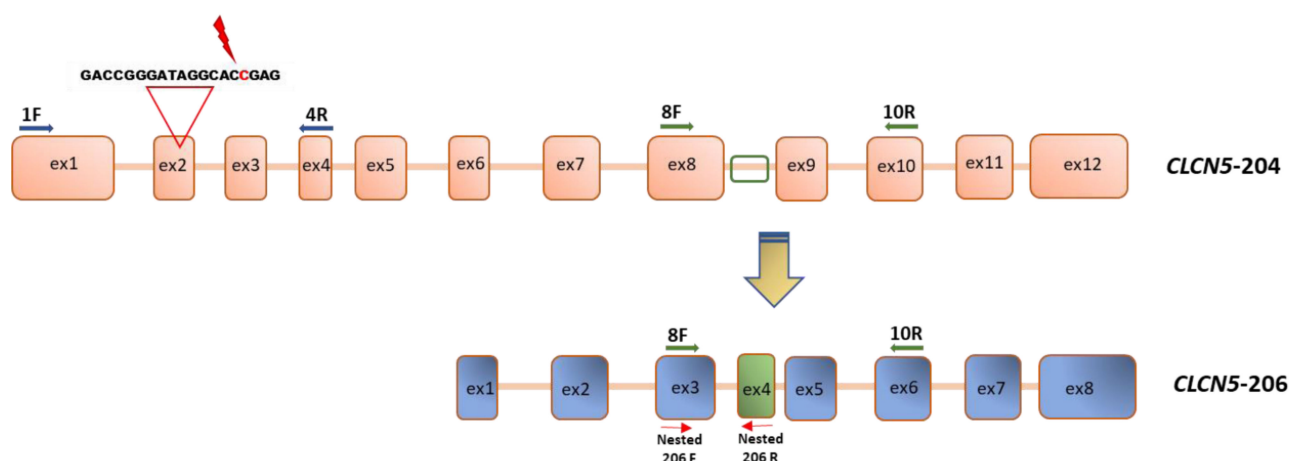 GACCGGGATAGGCACCGAG
1F 4R 8F 10R
ex1 ex2 ex3 ex4 ex5 ex6 ex7 ex8 ex9 ex10 ex11 ex12 CLCN5-204
8F 10R
ex1 ex2 ex3 ex4 ex5 ex6 ex7 ex8 CLCN5-206
Nested Nested
206 F 206 R